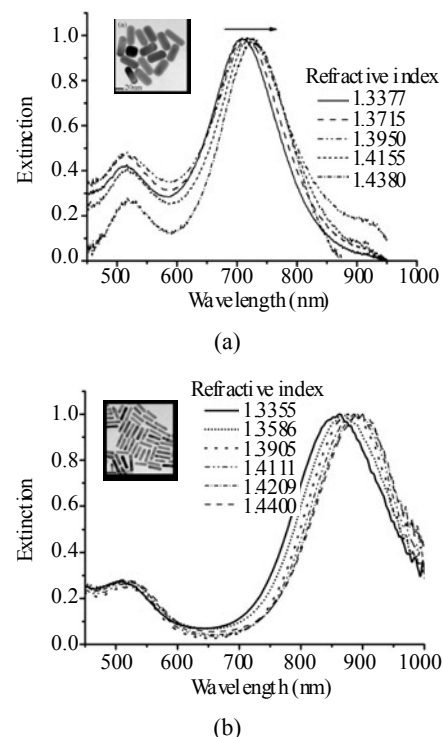 (a)
20nm
Refractive index
1.3377
1.3715
1.3950
1.4155
1.4380
Extinction
1.0
0.8
0.6
0.4
0.2
0.0
500 600 700 800 900 1000
Wavelength (nm)
(a)
Refractive index
1.3355
1.3586
1.3905
1.4111
1.4209
1.4400
Extinction
1.0
0.8
0.6
0.4
0.2
0.0
500 600 700 800 900 1000
Wavelength (nm)
(b)